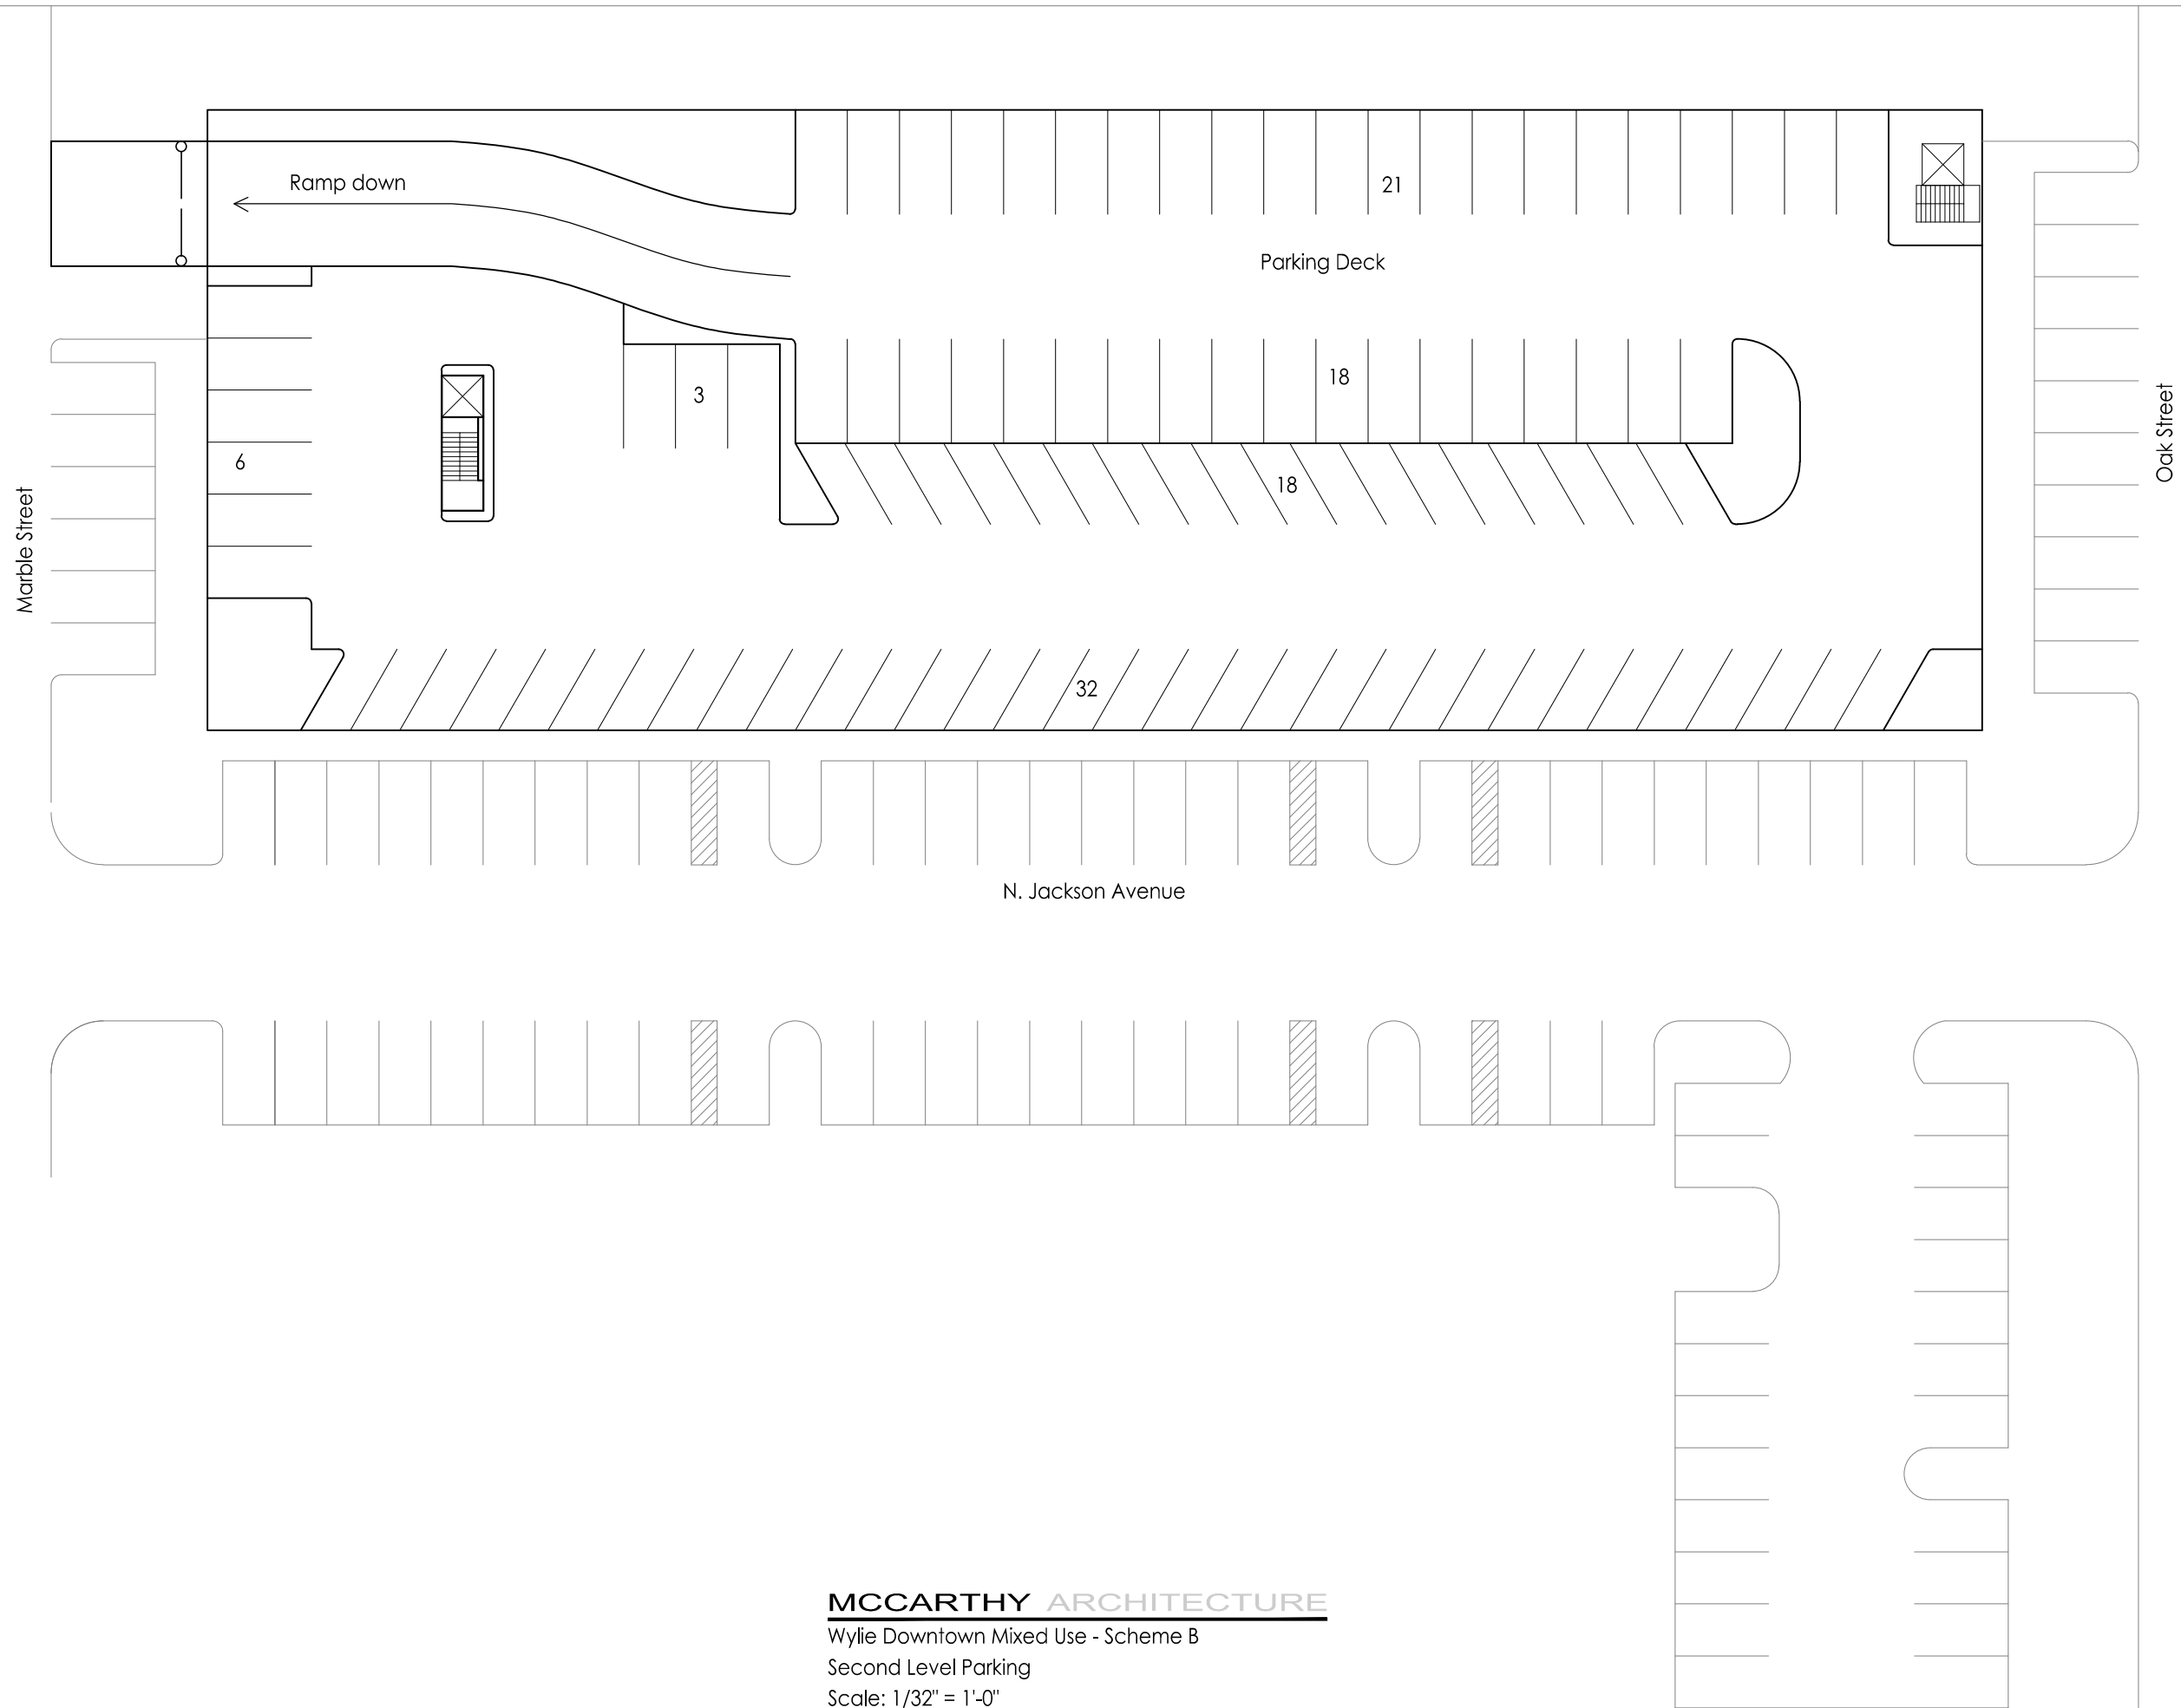 Ramp down
21
Parking Deck
18
3
6
18
Marble Street
Oak Street
32
N. Jackson Avenue
MCCARTHY ARCHITECTURE
Wylie Downtown Mixed Use - Scheme B
Second Level Parking
Scale: 1/32" = 1'-0"